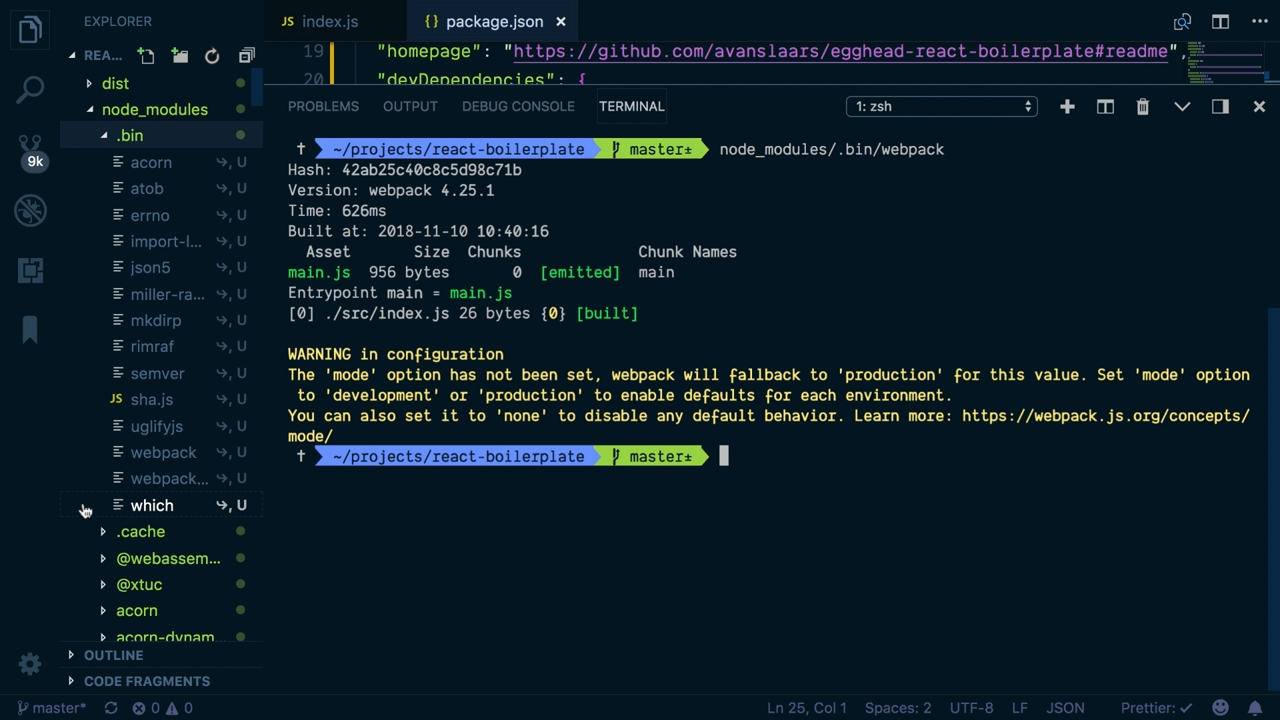 EXPLORER
JS index.js
{} package.json ×
REA...
dist
node_modules
.bin
acorn
atob
errno
import-l...
json5
miller-ra...
mkdirp
rimraf
semver
JS sha.js
uglifyjs
webpack
webpack...
which
.cache
@webassem...
@xtuc
acorn
acorn-dynam...
OUTLINE
CODE FRAGMENTS
U
U
U
U
U
U
U
U
U
U
U
U
U
U
9k
19 "homepage": "https://github.com/avanslaars/egghead-react-boilerplate#readme",
20 "devDependencies": {
PROBLEMS OUTPUT DEBUG CONSOLE TERMINAL 1: zsh
~/projects/react-boilerplate master± node_modules/.bin/webpack
Hash: 42ab25c40c8c5d98c71b
Version: webpack 4.25.1
Time: 626ms
Built at: 2018-11-10 10:40:16
Asset Size Chunks Chunk Names
main.js 956 bytes 0 [emitted] main
Entrypoint main = main.js
[0] ./src/index.js 26 bytes {0} [built]
WARNING in configuration
The 'mode' option has not been set, webpack will fallback to 'production' for this value. Set 'mode' option
to 'development' or 'production' to enable defaults for each environment.
You can also set it to 'none' to disable any default behavior. Learn more: https://webpack.js.org/concepts/
mode/
~/projects/react-boilerplate master±
master* 0 0 Ln 25, Col 1 Spaces: 2 UTF-8 LF JSON Prettier: ✓